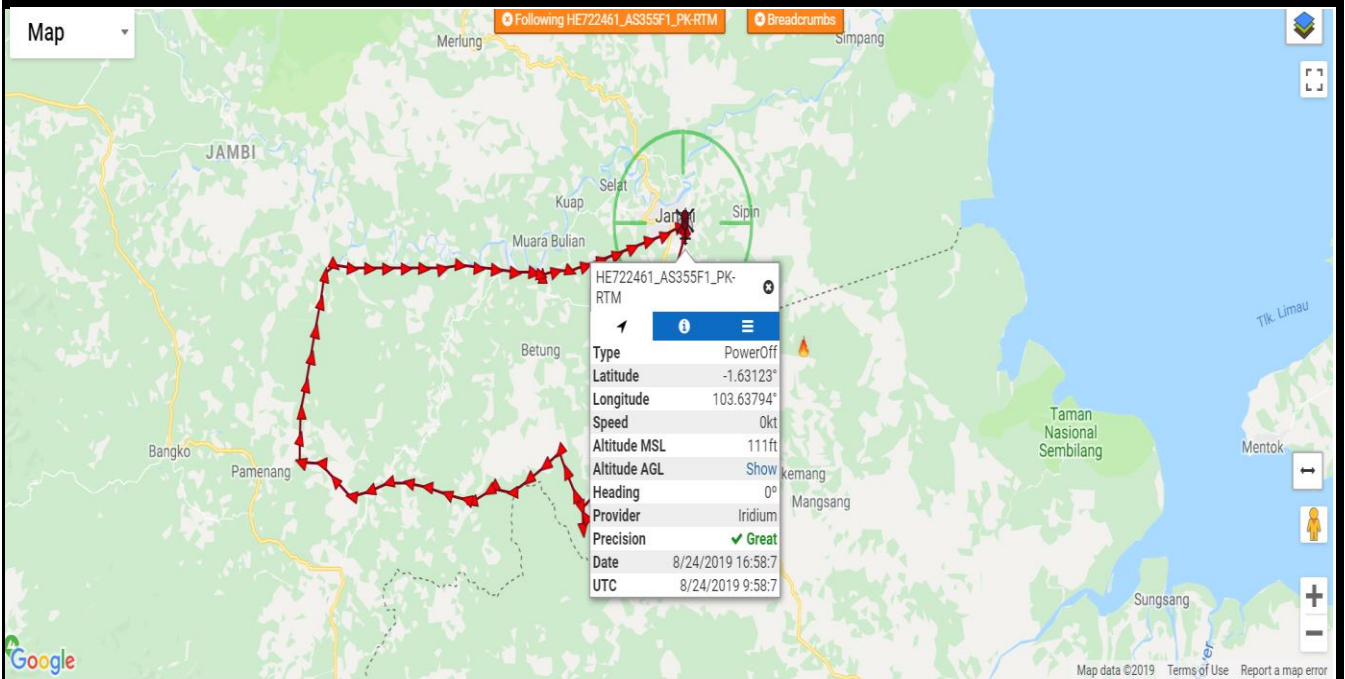 Map
Following HE722461_AS355F1_PK-RTM
Breadcrumbs
Merlung
Simpang
JAMBI
Selat
Kuap
Jambi
Sipin
Muara Bulian
HE722461_AS355F1_PK-
RTM
Type PowerOff
Latitude -1.63123°
Longitude 103.63794°
Speed 0kt
Altitude MSL 111ft
Altitude AGL Show
Heading 0°
Provider Iridium
Precision ✔ Great
Date 8/24/2019 16:58:7
UTC 8/24/2019 9:58:7
Betung
Bangko
Pamenang
kemang
Mangsang
Tlk. Limau
Taman
Nasional
Sembilang
Mentok
Sungsang
ver
Google
Map data ©2019 Terms of Use Report a map error